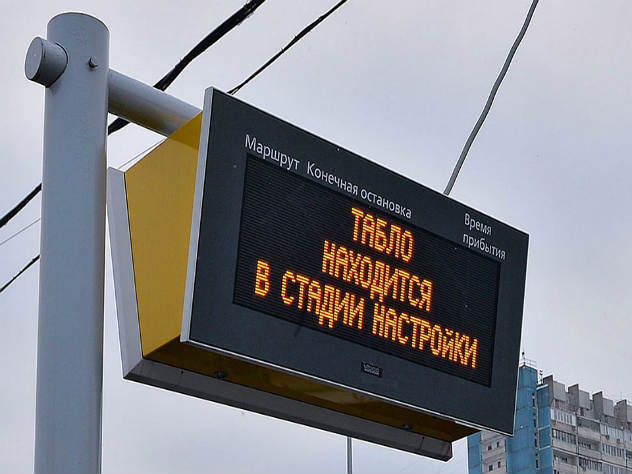 Маршрут Конечная остановка Время
прибытия
ТАБЛО
НАХОДИТСЯ
В СТАДИИ НАСТРОЙКИ